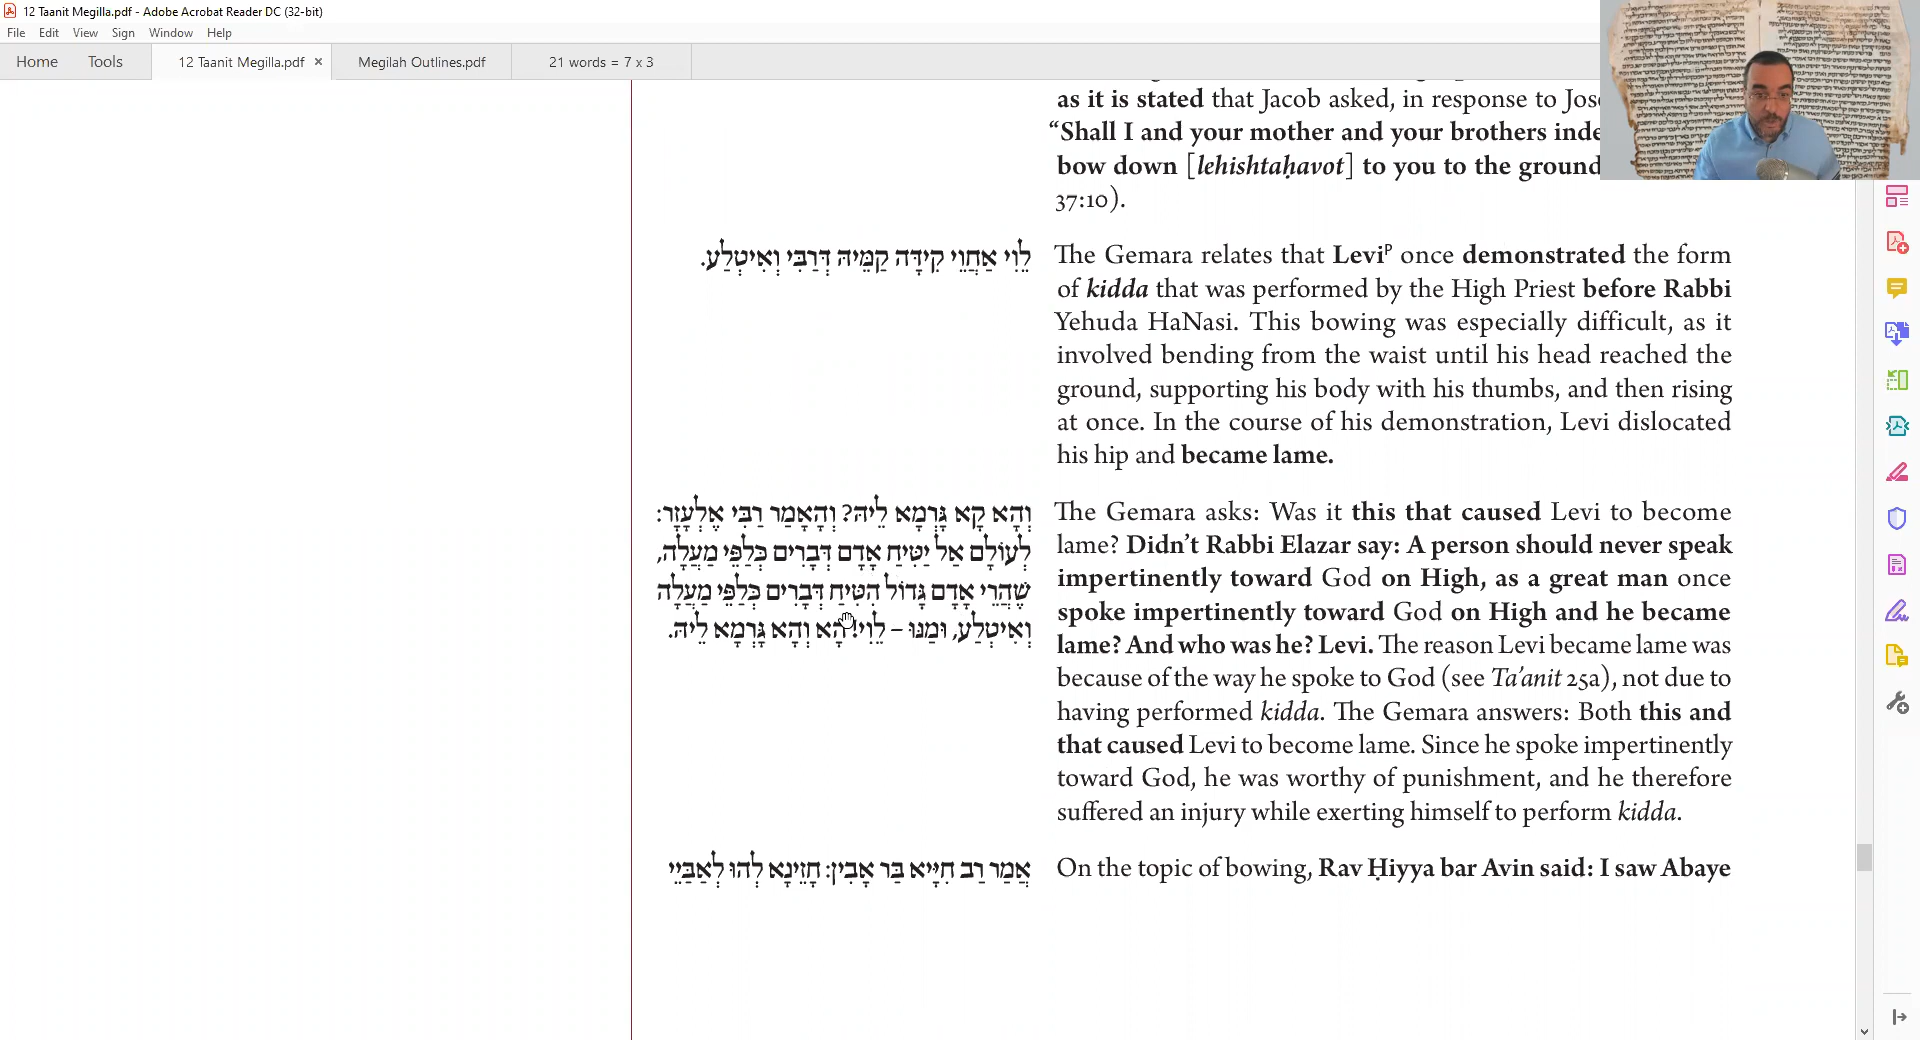 12 Taanit Megilla.pdf - Adobe Acrobat Reader DC (32-bit)
File Edit View Sign Window Help
Home Tools 12 Taanit Megilla.pdf × Megilah Outlines.pdf 21 words = 7 x 3
as it is stated that Jacob asked, in response to
“Shall I and your mother and your brothers
bow down [lehishtaḥavot] to you to the ground
37:10).
לֵוִי אַחֲוֵי קִידָּה קַמֵּיהּ דְּרַבִּי וְאִיטְלַע.
The Gemara relates that Leviᴾ once demonstrated the form
of kidda that was performed by the High Priest before Rabbi
Yehuda HaNasi. This bowing was especially difficult, as it
involved bending from the waist until his head reached the
ground, supporting his body with his thumbs, and then rising
at once. In the course of his demonstration, Levi dislocated
his hip and became lame.
וְהָא קָא גָּרְמָא לֵיהּ? וְהָאָמַר רַבִּי אֶלְעָזָר:
לְעוֹלָם אַל יַטִּיחַ אָדָם דְּבָרִים כְּלַפֵּי מַעְלָה,
שֶׁהֲרֵי אָדָם גָּדוֹל הִטִּיחַ דְּבָרִים כְּלַפֵּי מַעְלָה
וְאִיטְלַע, וּמַנּוּ – לֵוִי! הָא וְהָא גָּרְמָא לֵיהּ.
The Gemara asks: Was it this that caused Levi to become
lame? Didn’t Rabbi Elazar say: A person should never speak
impertinently toward God on High, as a great man once
spoke impertinently toward God on High and he became
lame? And who was he? Levi. The reason Levi became lame was
because of the way he spoke to God (see Ta’anit 25a), not due to
having performed kidda. The Gemara answers: Both this and
that caused Levi to become lame. Since he spoke impertinently
toward God, he was worthy of punishment, and he therefore
suffered an injury while exerting himself to perform kidda.
אֲמַר רַב חִיָּיא בַּר אָבִין: חָזֵינָא לְהוּ לְאַבַּיֵי
On the topic of bowing, Rav Ḥiyya bar Avin said: I saw Abaye